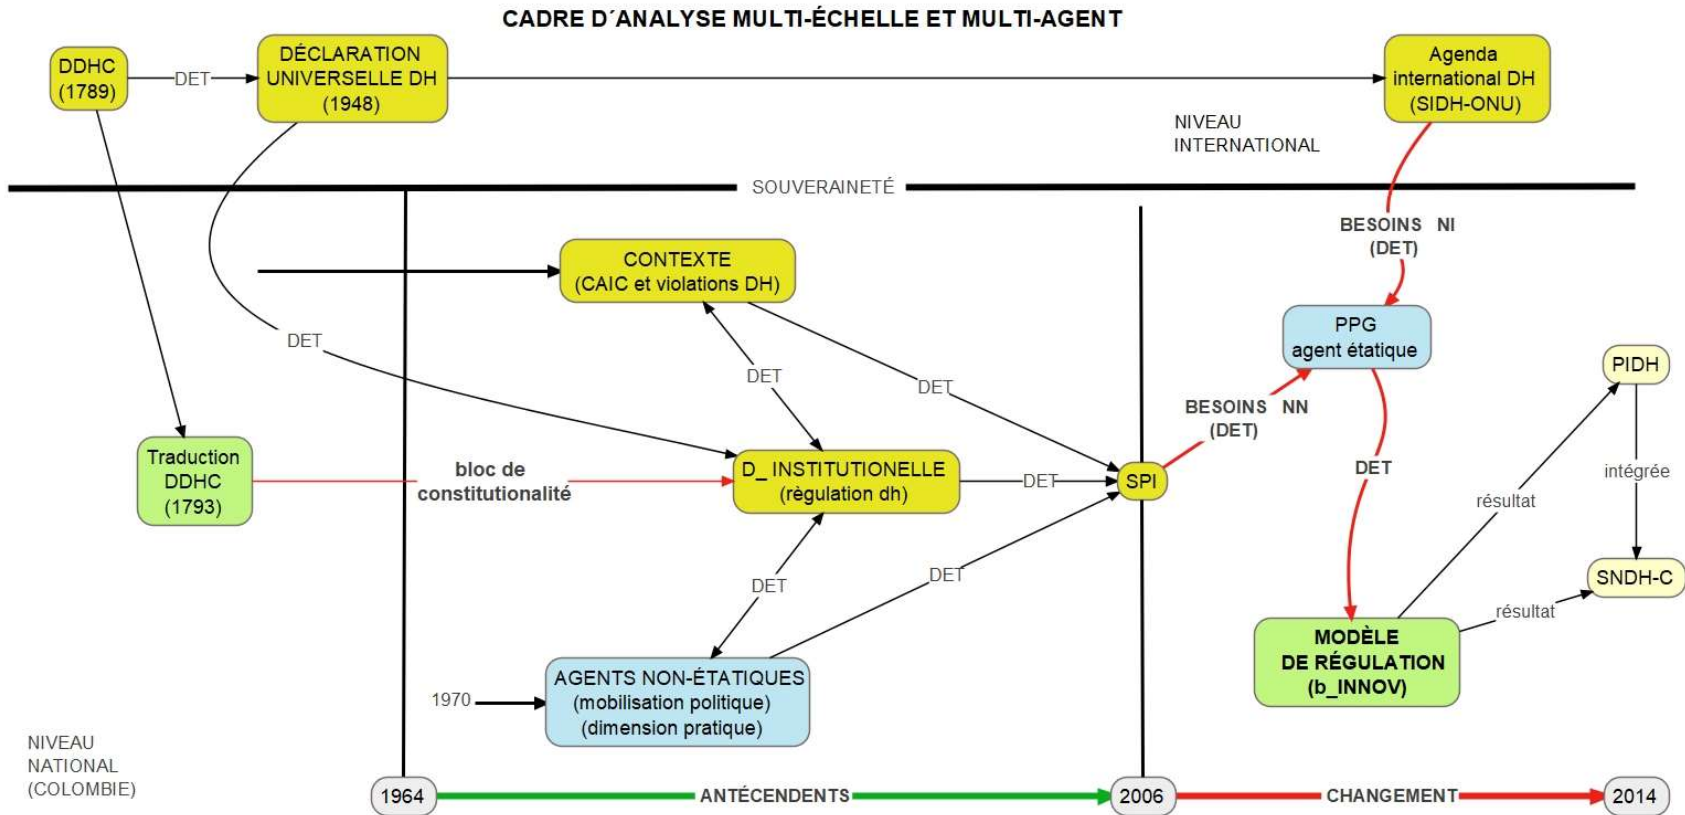 CADRE D´ANALYSE MULTI-ÉCHELLE ET MULTI-AGENT
DDHC
(1789)
DET
DÉCLARATION
UNIVERSELLE DH
(1948)
Agenda
international DH
(SIDH-ONU)
NIVEAU
INTERNATIONAL
SOUVERAINETÉ
BESOINS NI
(DET)
CONTEXTE
(CAIC et violations DH)
DET
DET
DET
PPG
agent étatique
PIDH
BESOINS NN
(DET)
Traduction
DDHC
(1793)
bloc de
constitutionalité
D_ INSTITUTIONELLE
(règulation dh)
DET
SPI
DET
résultat
intégrée
DET
DET
SNDH-C
résultat
MODÈLE
DE RÉGULATION
(b_INNOV)
1970
AGENTS NON-ÉTATIQUES
(mobilisation politique)
(dimension pratique)
NIVEAU
NATIONAL
(COLOMBIE)
1964
ANTÉCENDENTS
2006
CHANGEMENT
2014